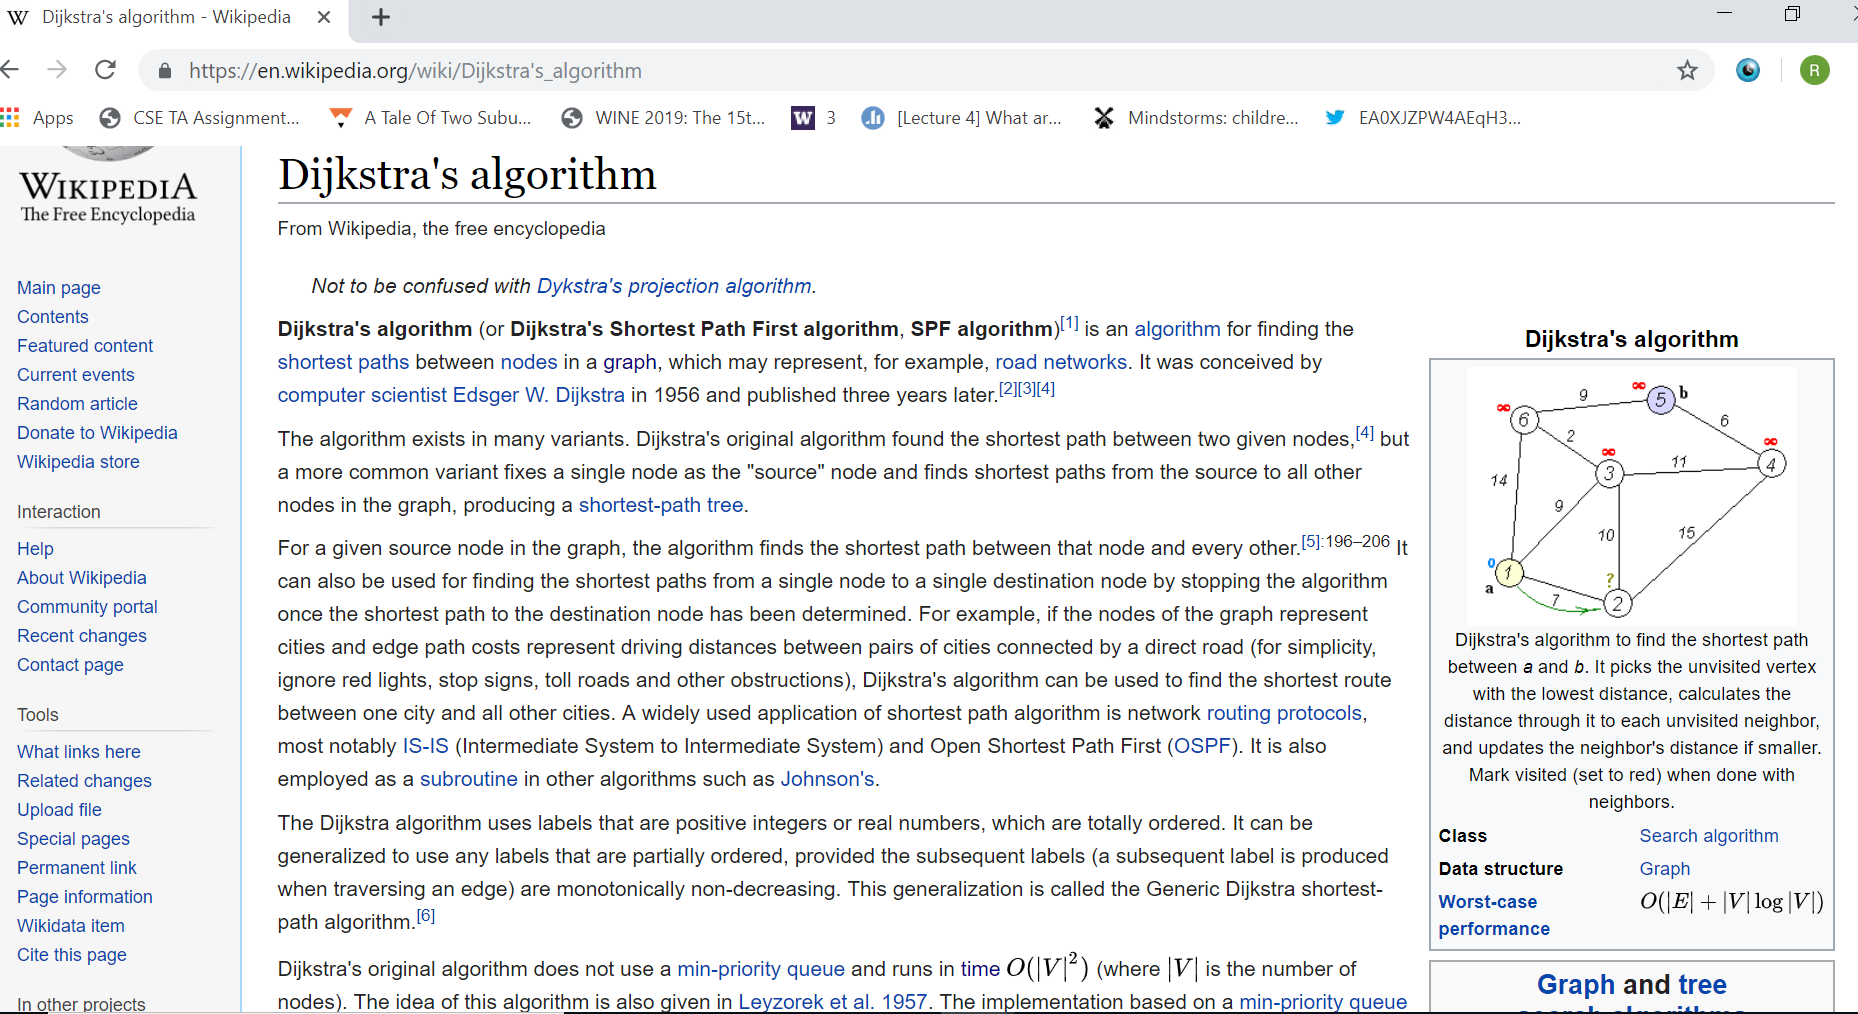 Dijkstra's algorithm - Wikipedia
https://en.wikipedia.org/wiki/Dijkstra's_algorithm
R
Apps
CSE TA Assignment...
A Tale Of Two Subu...
WINE 2019: The 15t...
W 3
[Lecture 4] What ar...
Mindstorms: childre...
EA0XJZPW4AEqH3...
WIKIPEDIA
The Free Encyclopedia
Main page
Contents
Featured content
Current events
Random article
Donate to Wikipedia
Wikipedia store
Interaction
Help
About Wikipedia
Community portal
Recent changes
Contact page
Tools
What links here
Related changes
Upload file
Special pages
Permanent link
Page information
Wikidata item
Cite this page
In other projects
Dijkstra's algorithm
From Wikipedia, the free encyclopedia
Not to be confused with Dykstra's projection algorithm.
Dijkstra's algorithm (or Dijkstra's Shortest Path First algorithm, SPF algorithm)[1] is an algorithm for finding the
shortest paths between nodes in a graph, which may represent, for example, road networks. It was conceived by
computer scientist Edsger W. Dijkstra in 1956 and published three years later.[2][3][4]
The algorithm exists in many variants. Dijkstra's original algorithm found the shortest path between two given nodes,[4] but
a more common variant fixes a single node as the "source" node and finds shortest paths from the source to all other
nodes in the graph, producing a shortest-path tree.
For a given source node in the graph, the algorithm finds the shortest path between that node and every other.[5]:196–206 It
can also be used for finding the shortest paths from a single node to a single destination node by stopping the algorithm
once the shortest path to the destination node has been determined. For example, if the nodes of the graph represent
cities and edge path costs represent driving distances between pairs of cities connected by a direct road (for simplicity,
ignore red lights, stop signs, toll roads and other obstructions), Dijkstra's algorithm can be used to find the shortest route
between one city and all other cities. A widely used application of shortest path algorithm is network routing protocols,
most notably IS-IS (Intermediate System to Intermediate System) and Open Shortest Path First (OSPF). It is also
employed as a subroutine in other algorithms such as Johnson's.
The Dijkstra algorithm uses labels that are positive integers or real numbers, which are totally ordered. It can be
generalized to use any labels that are partially ordered, provided the subsequent labels (a subsequent label is produced
when traversing an edge) are monotonically non-decreasing. This generalization is called the Generic Dijkstra shortest-
path algorithm.[6]
Dijkstra's original algorithm does not use a min-priority queue and runs in time O(|V|²) (where |V| is the number of
nodes). The idea of this algorithm is also given in Leyzorek et al. 1957. The implementation based on a min-priority queue
Dijkstra's algorithm
∞ 9 ∞ 5 b
∞ 6
2
6
∞ 3
11
∞ 4
14
9
10
15
0 1 a
7
? 2
Dijkstra's algorithm to find the shortest path
between a and b. It picks the unvisited vertex
with the lowest distance, calculates the
distance through it to each unvisited neighbor,
and updates the neighbor's distance if smaller.
Mark visited (set to red) when done with
neighbors.
Class Search algorithm
Data structure Graph
Worst-case O(|E| + |V| log |V|)
performance
Graph and tree
search algorithms